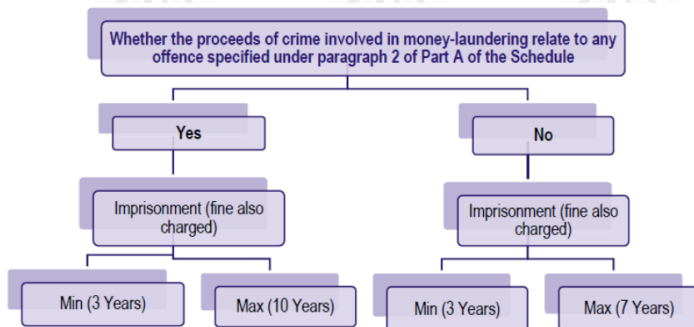 Whether the proceeds of crime involved in money-laundering relate to any
offence specified under paragraph 2 of Part A of the Schedule
Yes
No
Imprisonment (fine also
charged)
Imprisonment (fine also
charged)
Min (3 Years)
Max (10 Years)
Min (3 Years)
Max (7 Years)